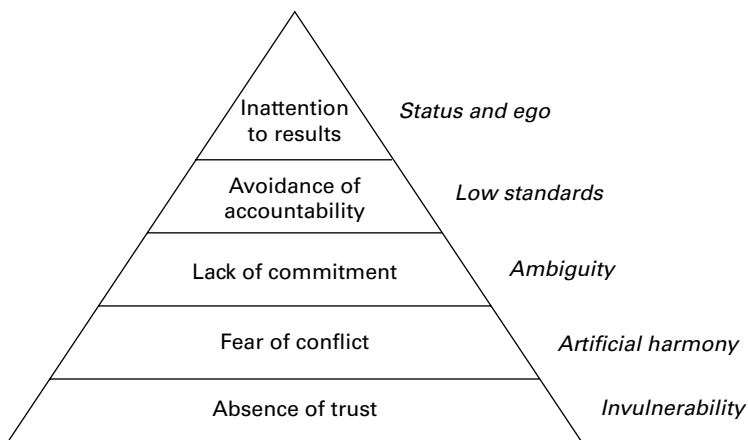 Inattention
to results
Status and ego
Avoidance of
accountability
Low standards
Lack of commitment
Ambiguity
Fear of conflict
Artificial harmony
Absence of trust
Invulnerability